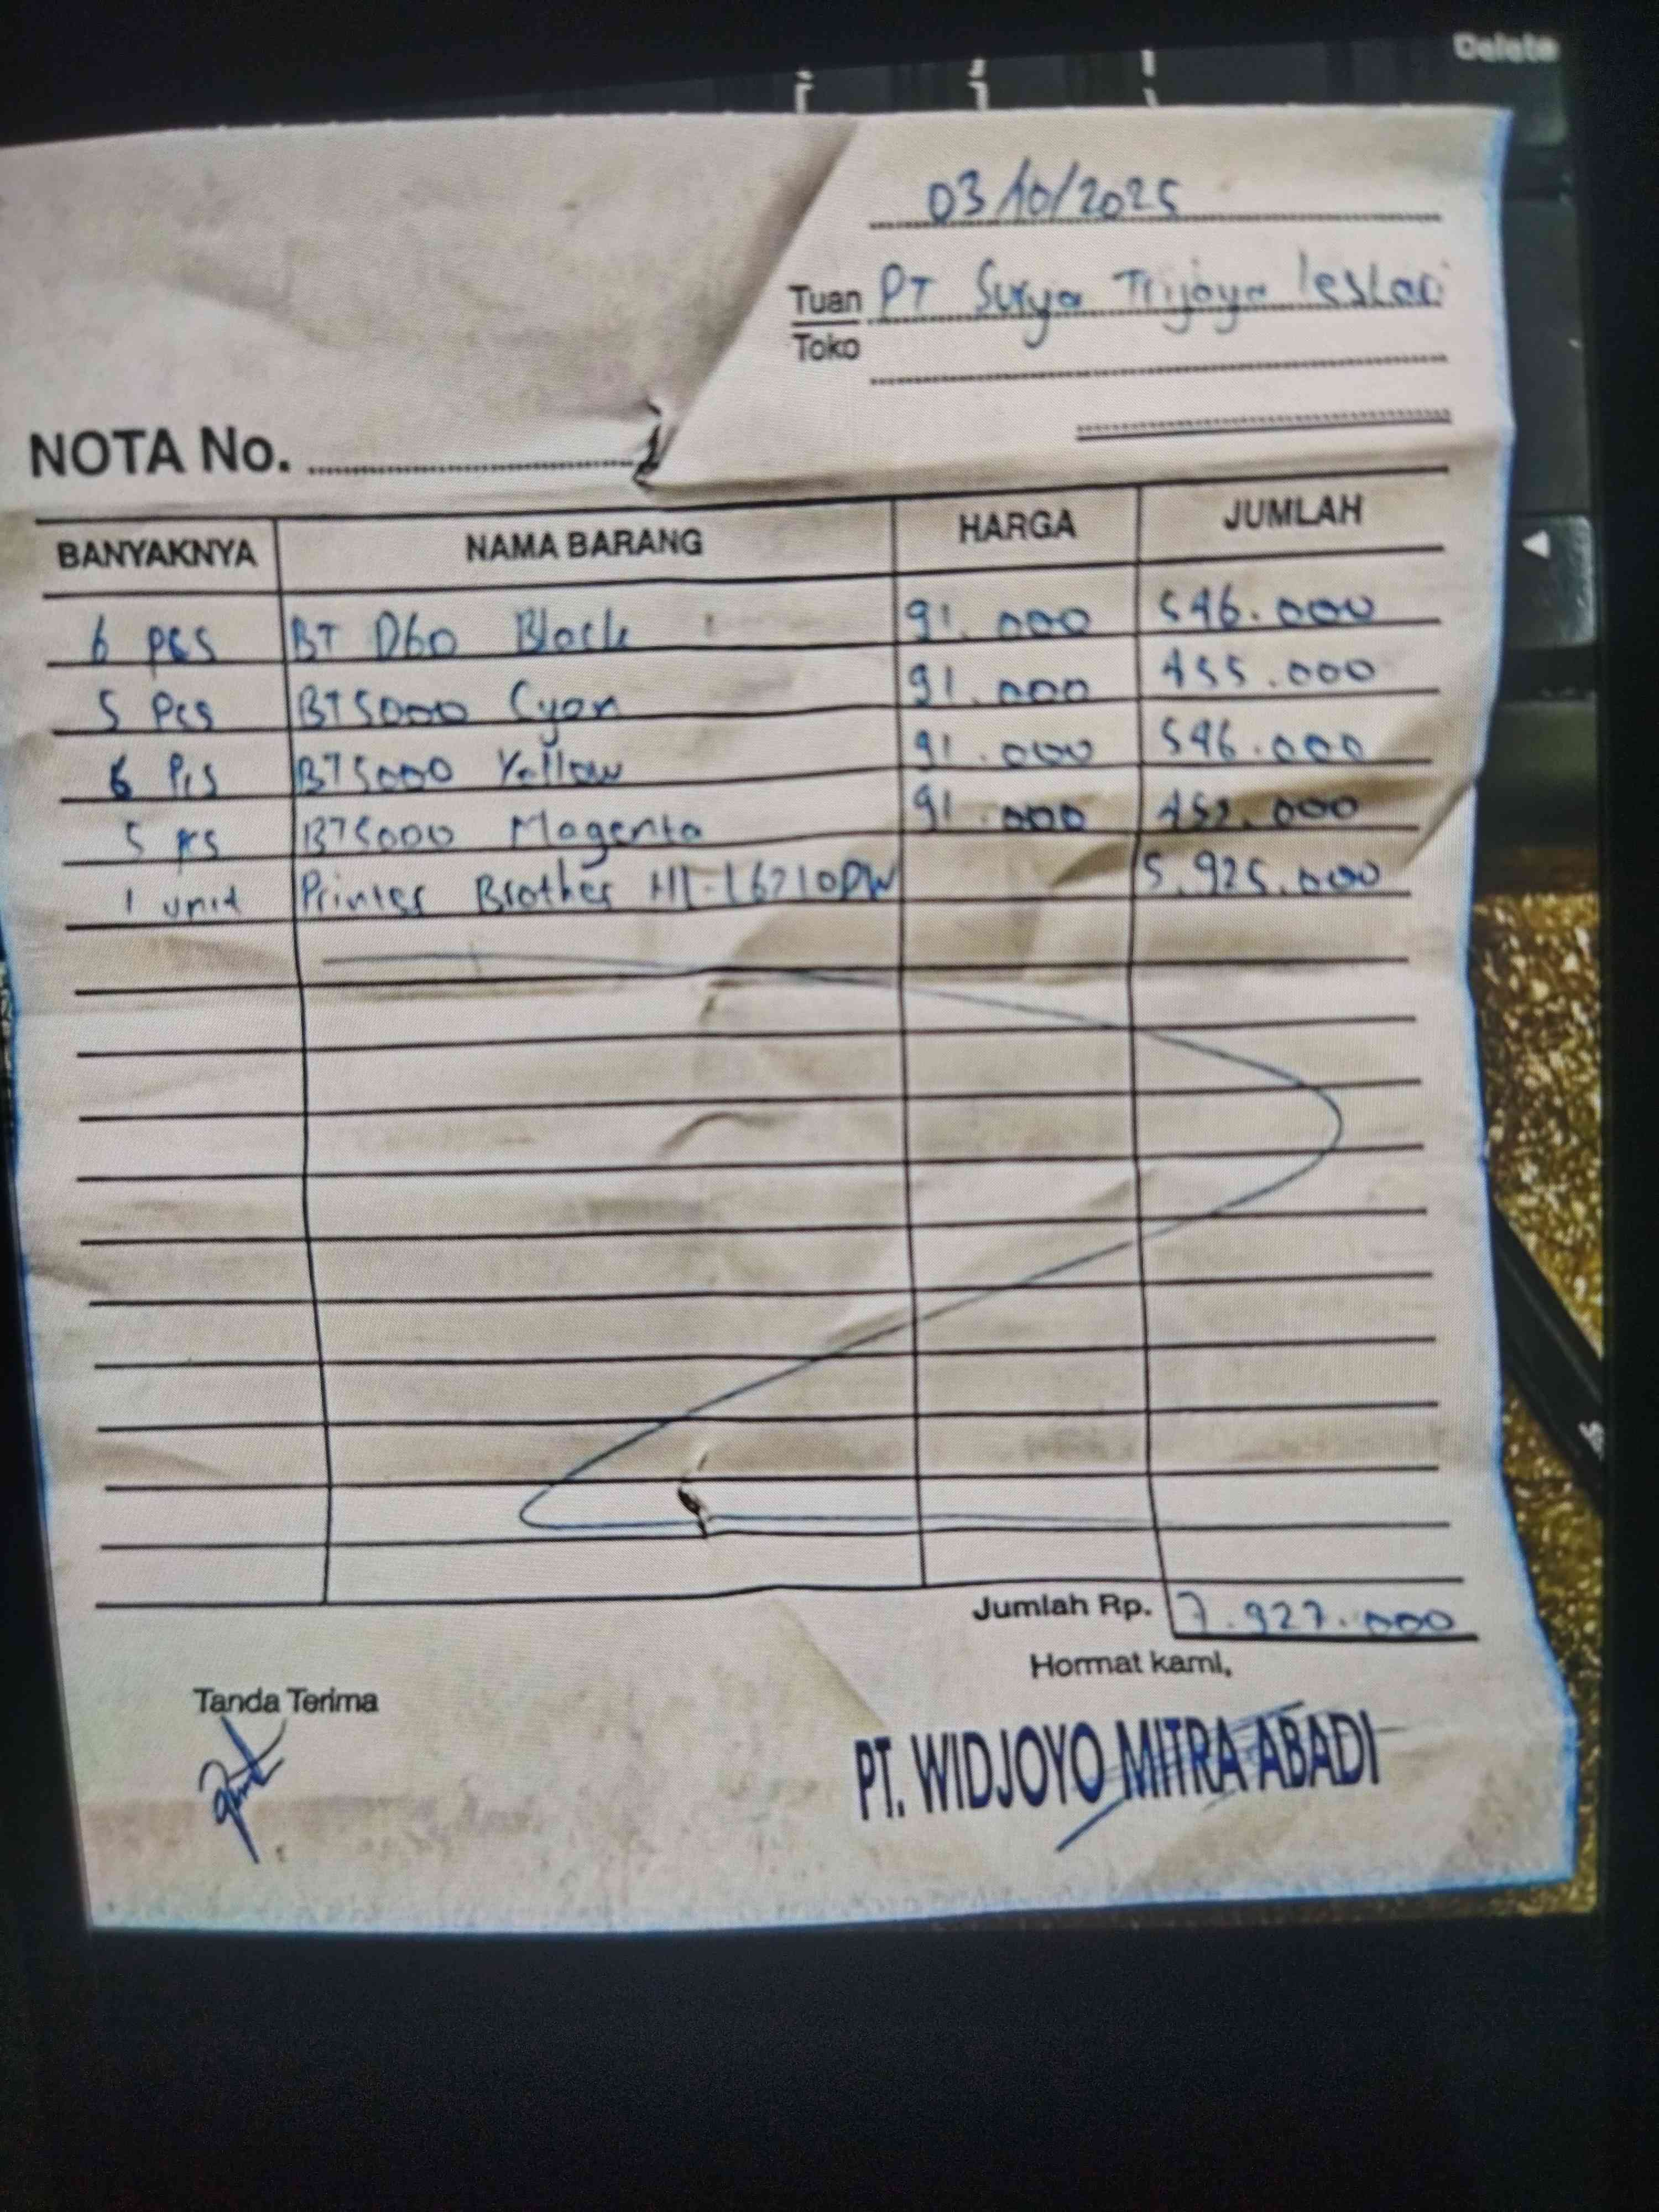 Delete
03/10/2025
Tuan PT Surya Trijaya lestari
Toko
NOTA No.
BANYAKNYA NAMA BARANG HARGA JUMLAH
6 pcs BT D60 Black 91.000 546.000
5 Pcs BT5000 Cyan 91.000 455.000
6 Pcs BT5000 Yellow 91.000 546.000
5 pcs BT5000 Magenta 91.000 .000
1 unit Printer Brother Hl-L6210DW 5.925.000
Jumlah Rp. 7.927.000
Hormat kami,
Tanda Terima
PT. WIDJOYO MITRA ABADI